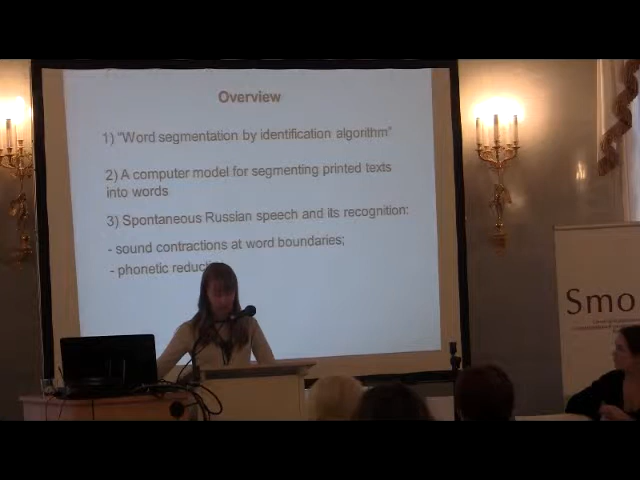 Overview
1) "Word segmentation by identification algorithm"
2) A computer model for segmenting printed texts
into words
3) Spontaneous Russian speech and its recognition:
- sound contractions at word boundaries;
- phonetic
Smo